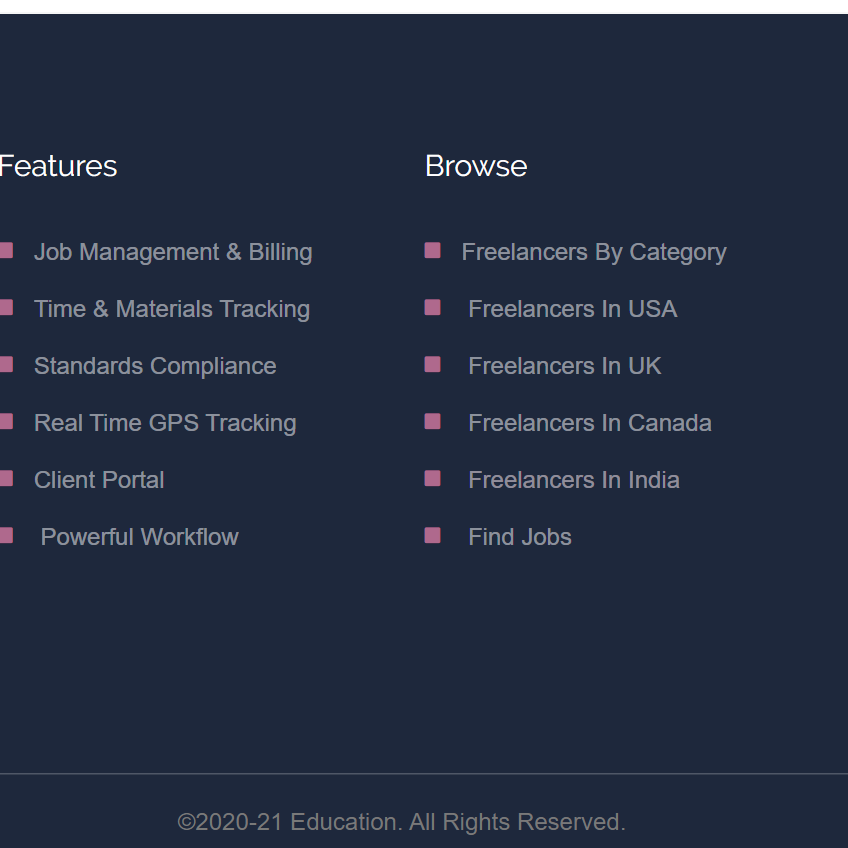 Features
Job Management & Billing
Time & Materials Tracking
Standards Compliance
Real Time GPS Tracking
Client Portal
Powerful Workflow
Browse
Freelancers By Category
Freelancers In USA
Freelancers In UK
Freelancers In Canada
Freelancers In India
Find Jobs
©2020-21 Education. All Rights Reserved.